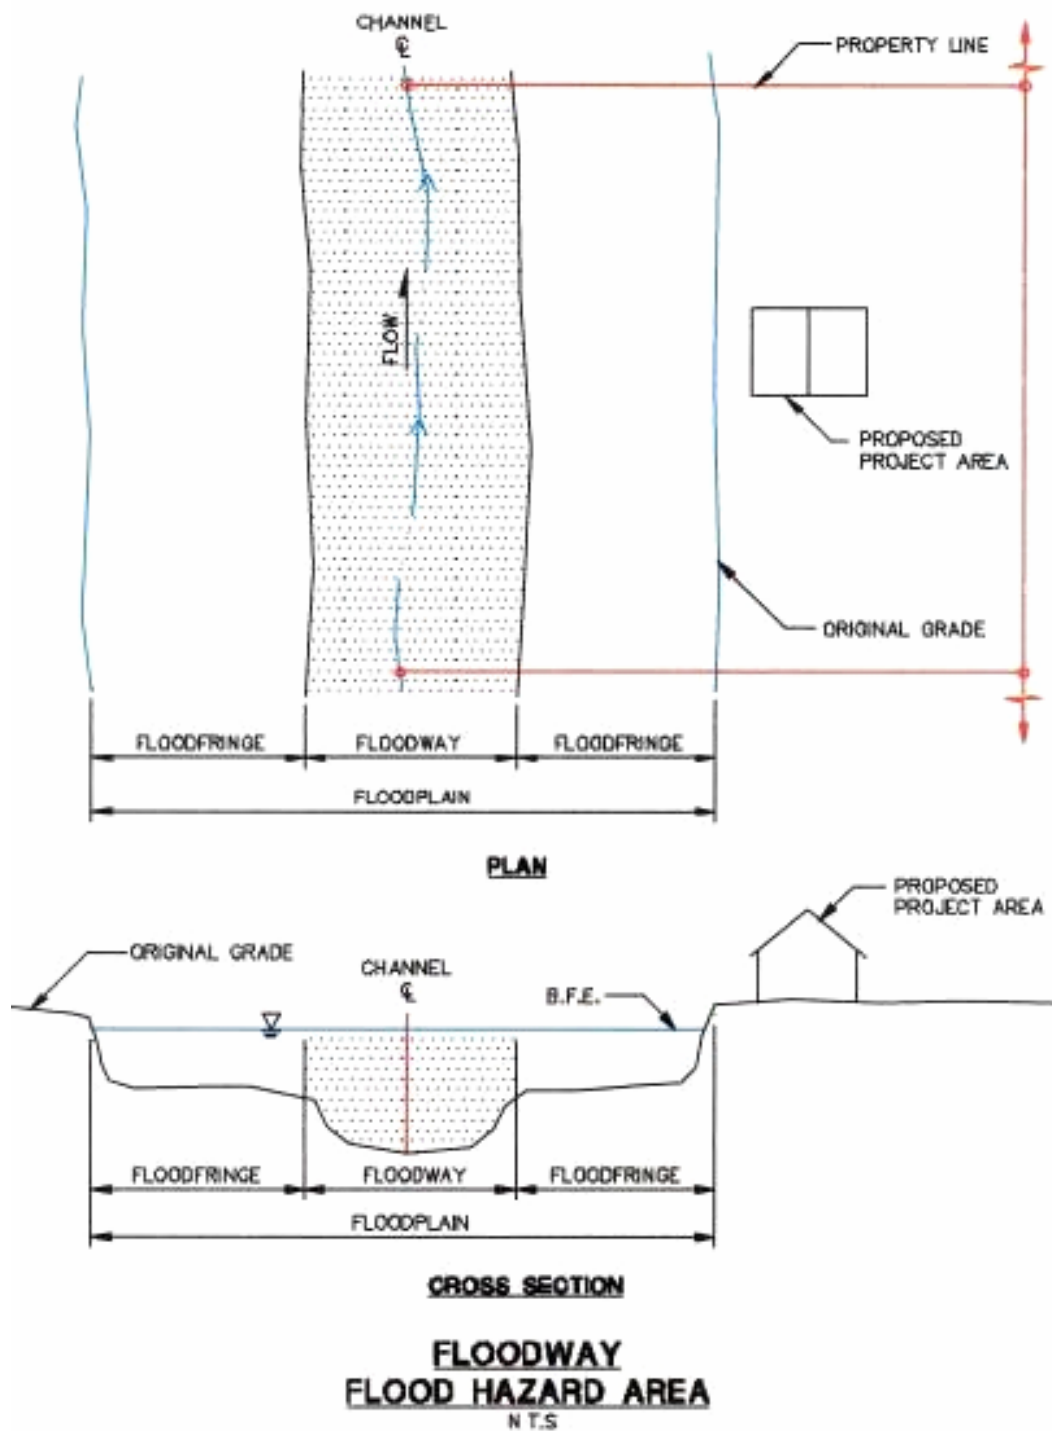 CHANNEL
℄
PROPERTY LINE
FLOW
PROPOSED
PROJECT AREA
ORIGINAL GRADE
FLOODFRINGE
FLOODWAY
FLOODFRINGE
FLOODPLAIN
PLAN
PROPOSED
PROJECT AREA
ORIGINAL GRADE
CHANNEL
℄
B.F.E.
FLOODFRINGE
FLOODWAY
FLOODFRINGE
FLOODPLAIN
CROSS SECTION
FLOODWAY
FLOOD HAZARD AREA
N T.S